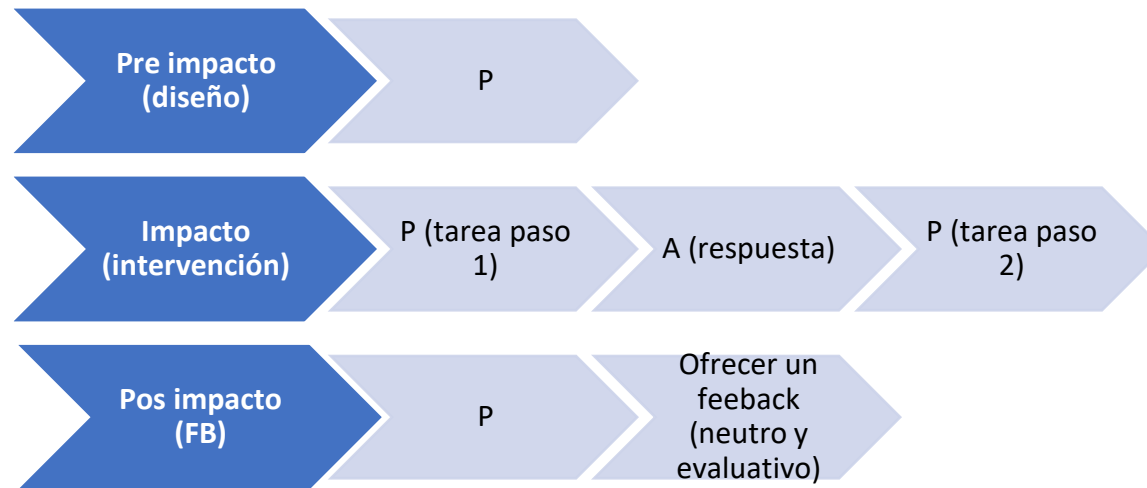 Pre impacto
(diseño)
P
Impacto
(intervención)
P (tarea paso
1)
A (respuesta)
P (tarea paso
2)
Pos impacto
(FB)
P
Ofrecer un
feeback
(neutro y
evaluativo)